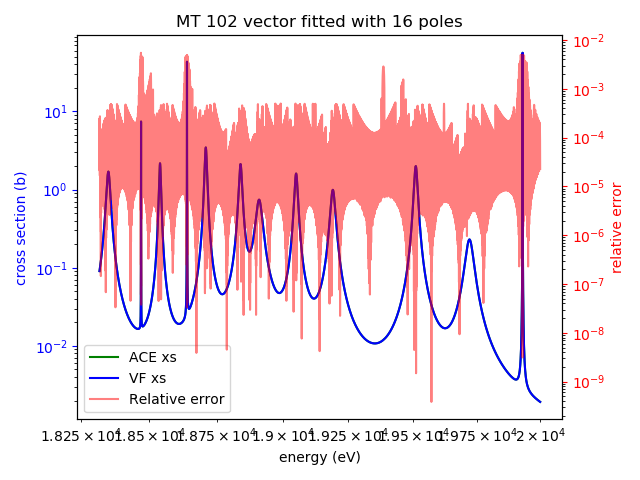 MT 102 vector fitted with 16 poles
cross section (b)
10¹
10⁰
10⁻¹
10⁻²
10⁻²
10⁻³
10⁻⁴
10⁻⁵
10⁻⁶
10⁻⁷
10⁻⁸
10⁻⁹
relative error
ACE xs
VF xs
Relative error
1.825 × 10⁴ 1.85 × 10⁴ 1.875 × 10⁴ 1.9 × 10⁴ 1.925 × 10⁴ 1.95 × 10⁴ 1.975 × 10⁴ 2 × 10⁴
energy (eV)